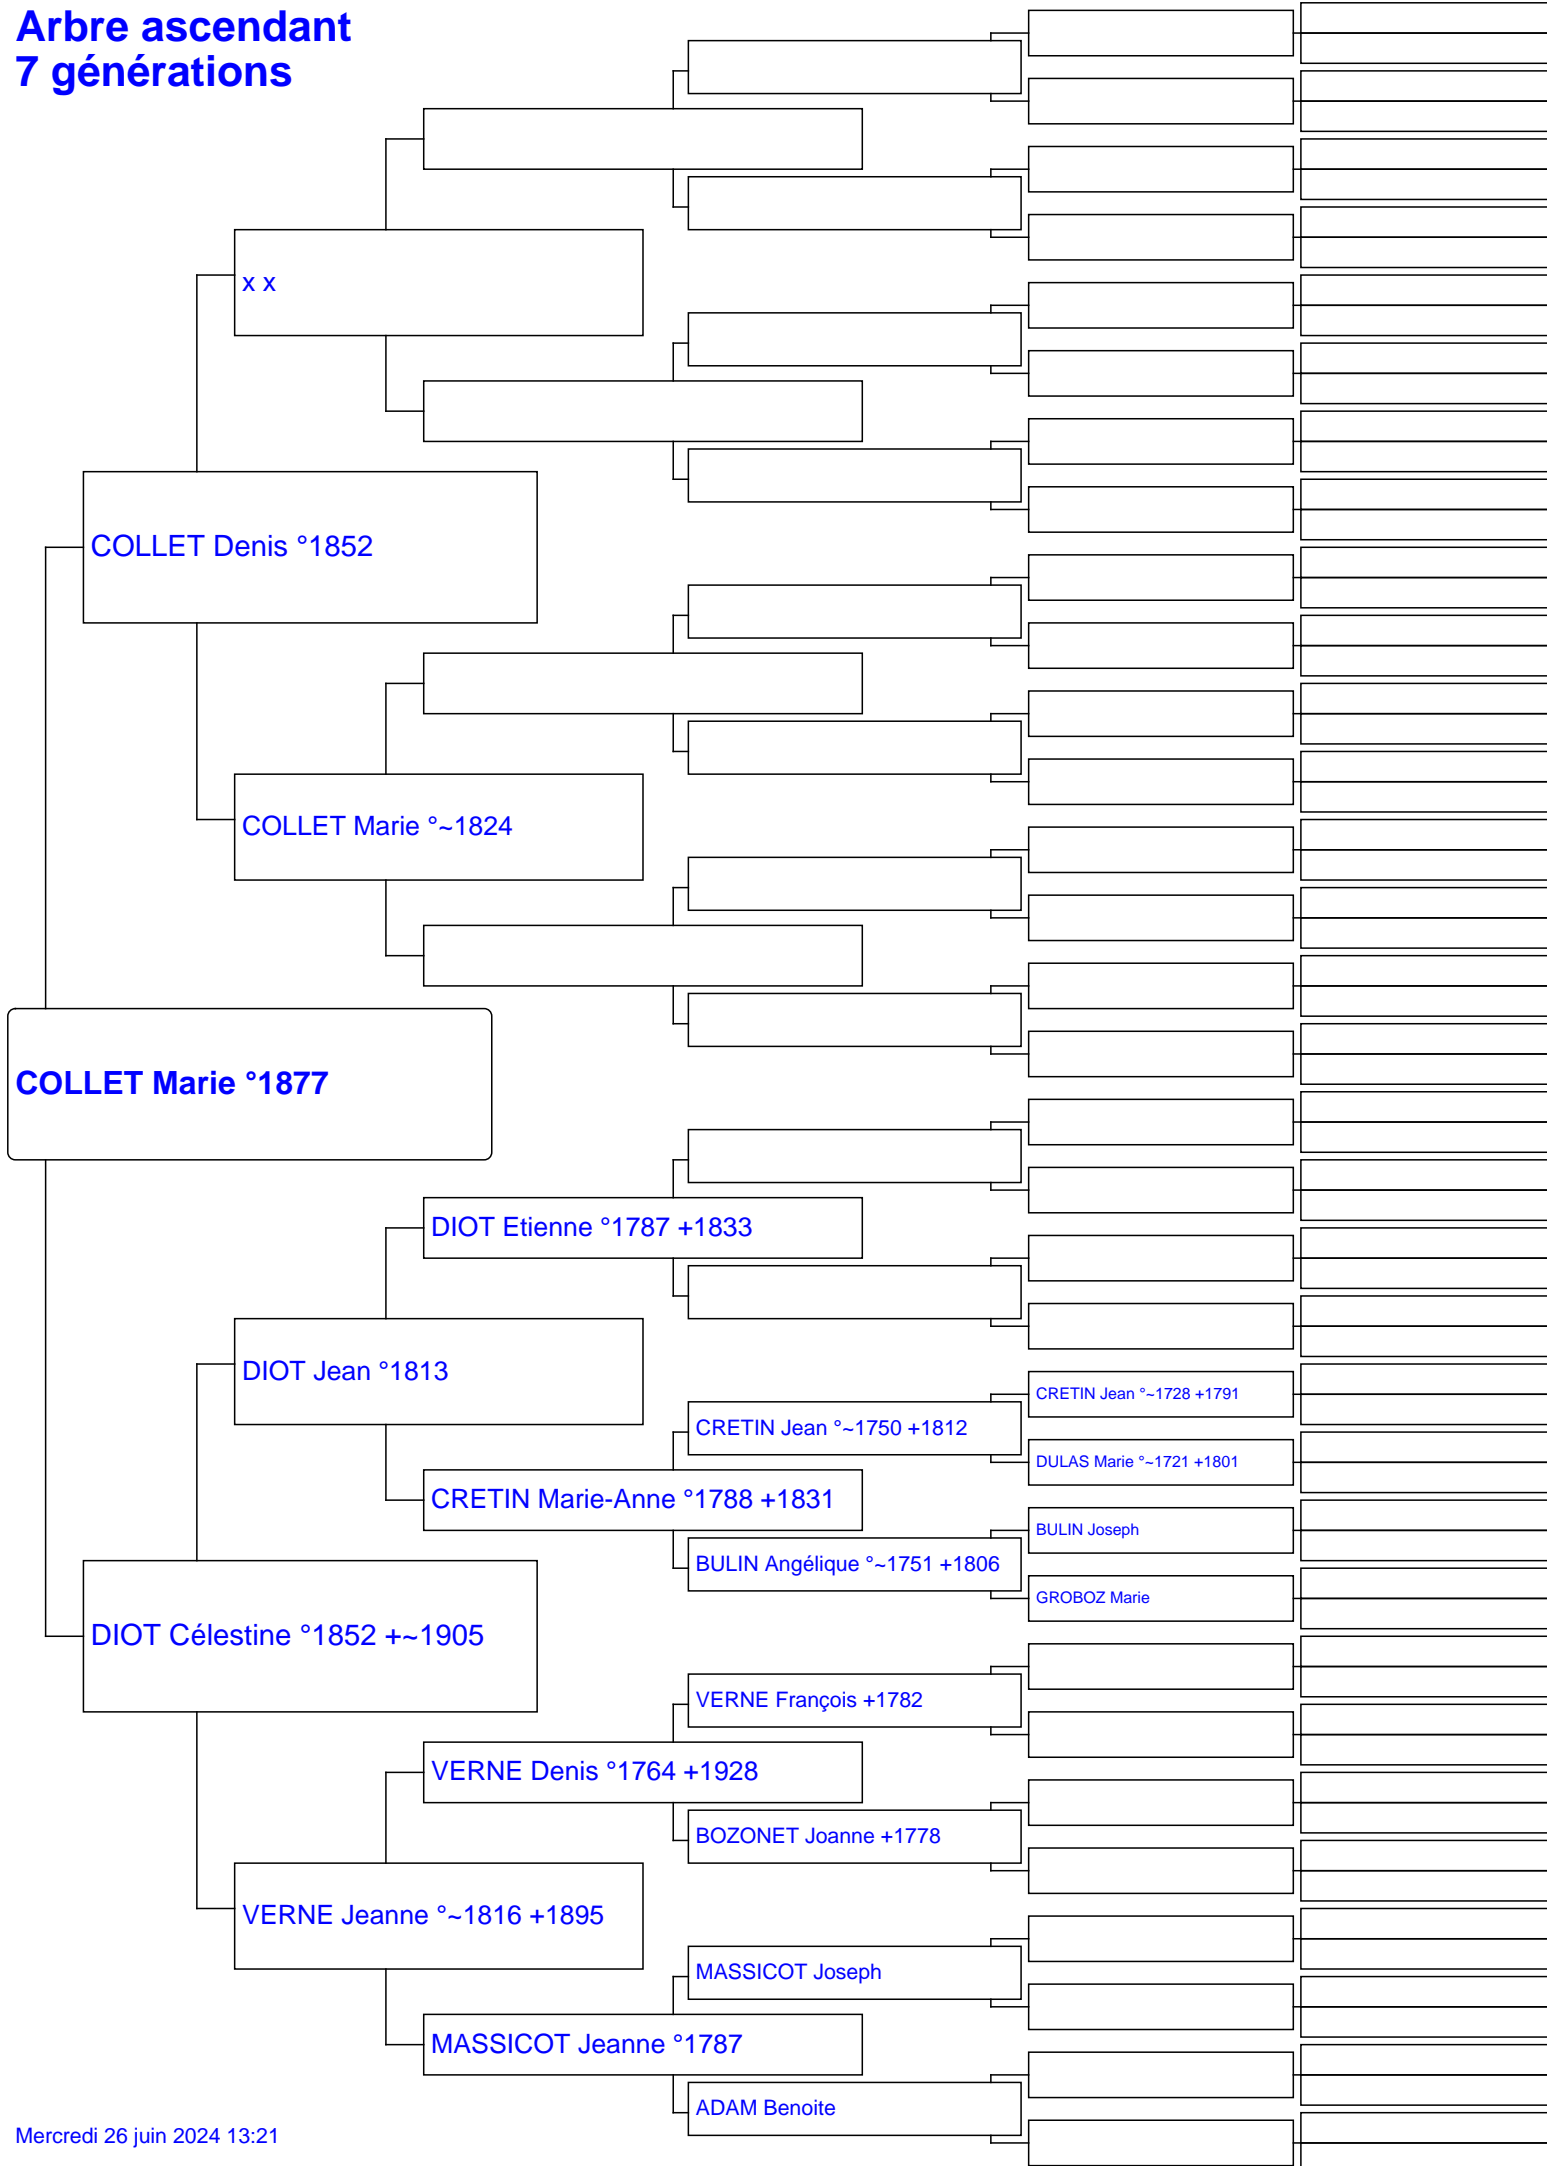 Arbre ascendant
7 générations
x x
COLLET Denis °1852
COLLET Marie °~1824
COLLET Marie °1877
DIOT Etienne °1787 +1833
DIOT Jean °1813
CRETIN Jean °~1728 +1791
CRETIN Jean °~1750 +1812
DULAS Marie °~1721 +1801
CRETIN Marie-Anne °1788 +1831
BULIN Joseph
BULIN Angélique °~1751 +1806
GROBOZ Marie
DIOT Célestine °1852 +~1905
VERNE François +1782
VERNE Denis °1764 +1928
BOZONET Joanne +1778
VERNE Jeanne °~1816 +1895
MASSICOT Joseph
MASSICOT Jeanne °1787
ADAM Benoite
Mercredi 26 juin 2024 13:21